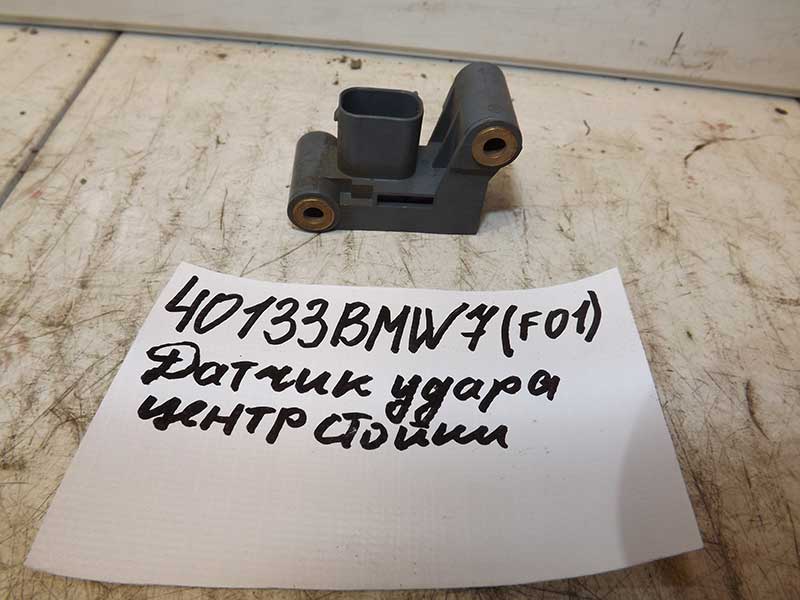 40133BMW7(F01)
Датчик удара
центр стойки